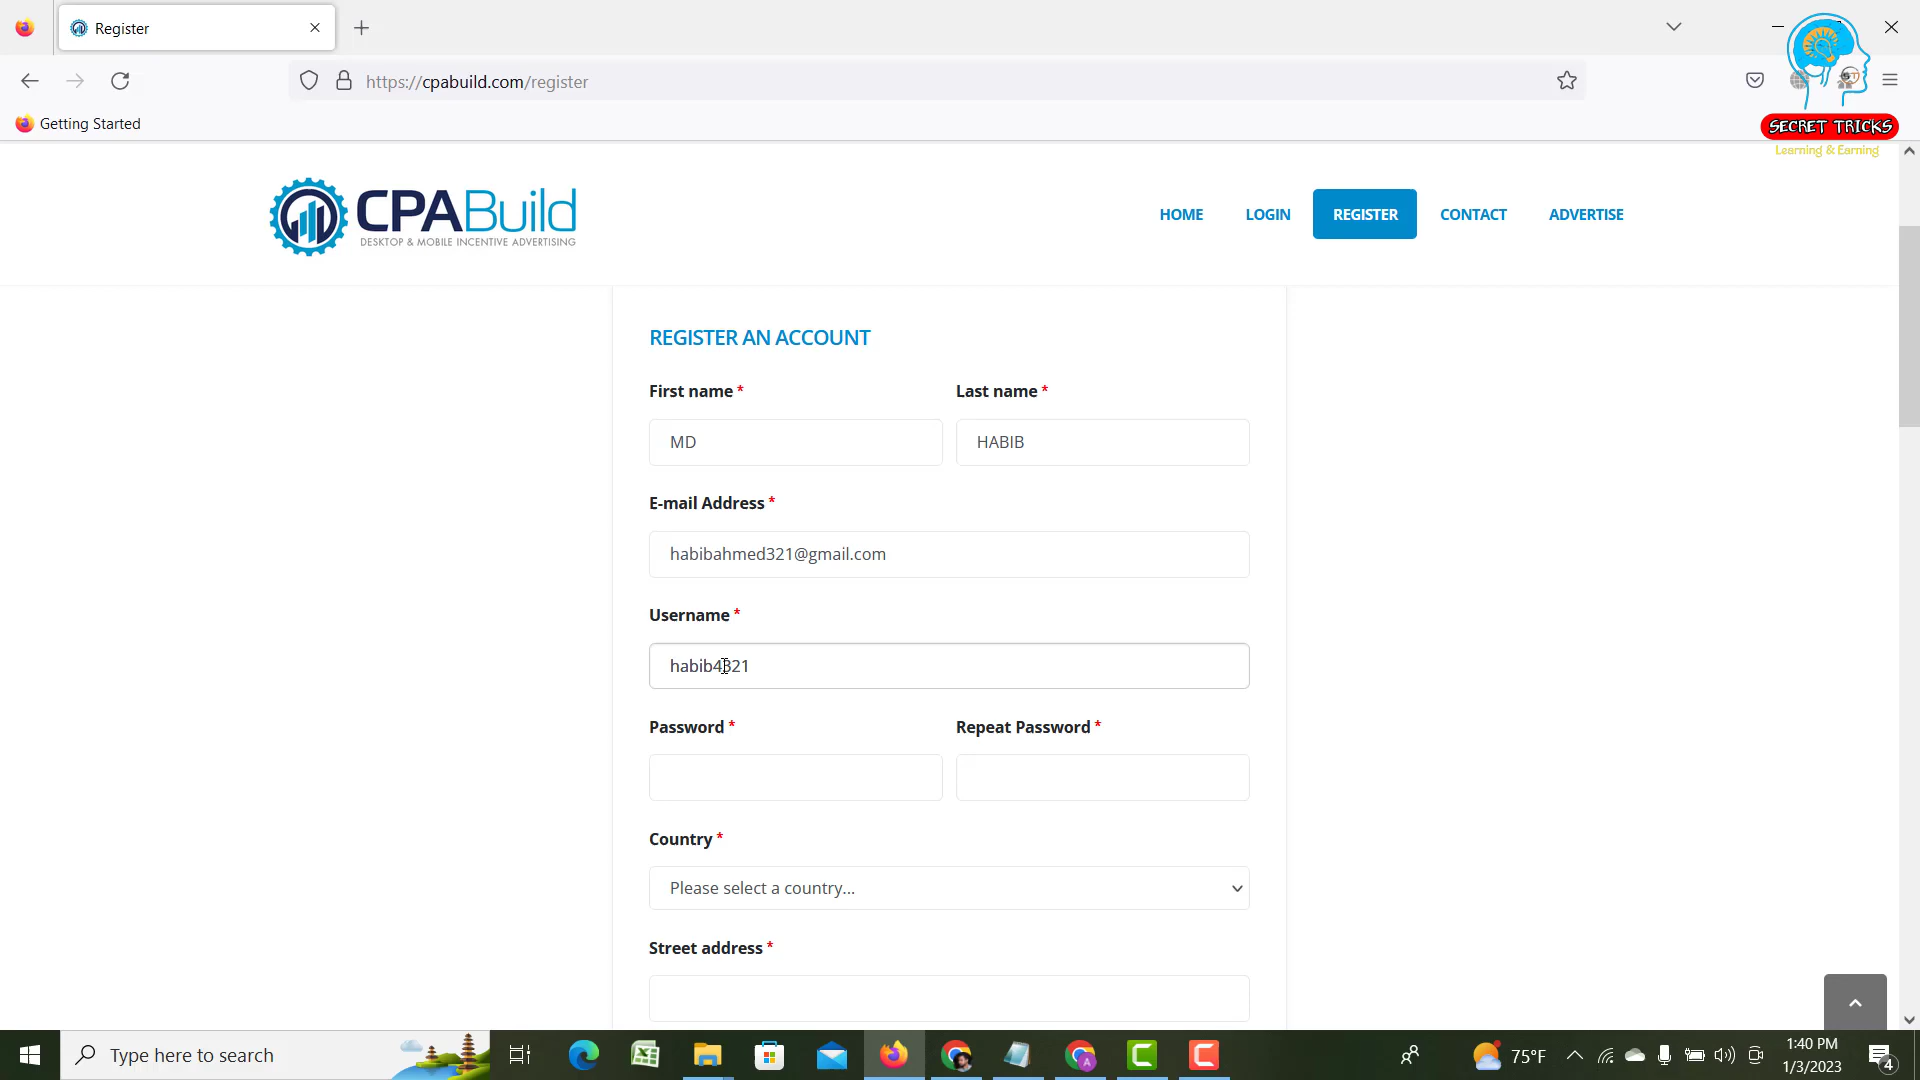 Register
https://cpabuild.com/register
Getting Started
SECRET TRICKS
Learning & Earning
CPABuild
DESKTOP & MOBILE INCENTIVE ADVERTISING
HOME LOGIN REGISTER CONTACT ADVERTISE
REGISTER AN ACCOUNT
First name * Last name *
MD HABIB
E-mail Address *
habibahmed321@gmail.com
Username *
habib4321
Password * Repeat Password *
Country *
Please select a country...
Street address *
Type here to search
75°F
1:40 PM
1/3/2023
4